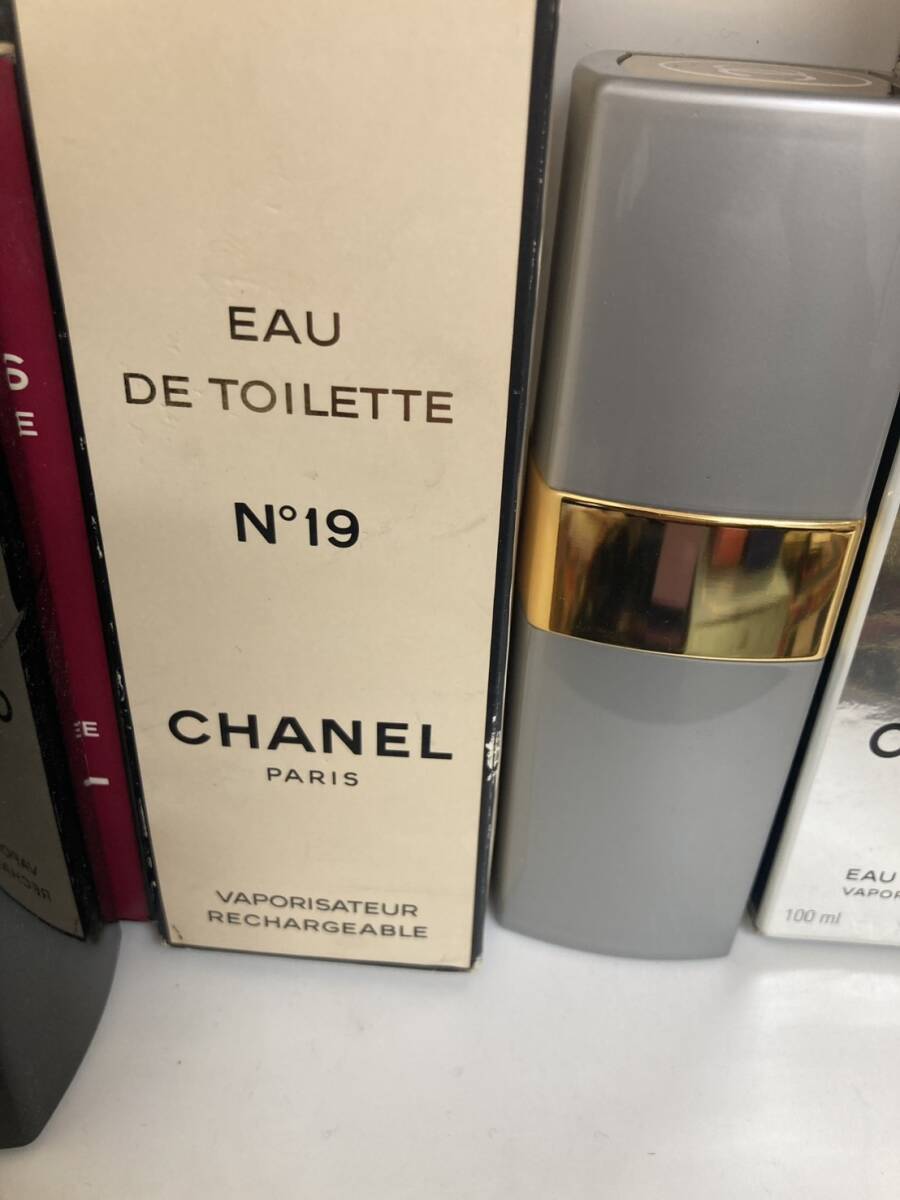 EAU
DE TOILETTE
N°19
CHANEL
PARIS
VAPORISATEUR
RECHARGEABLE
EAU
100 ml